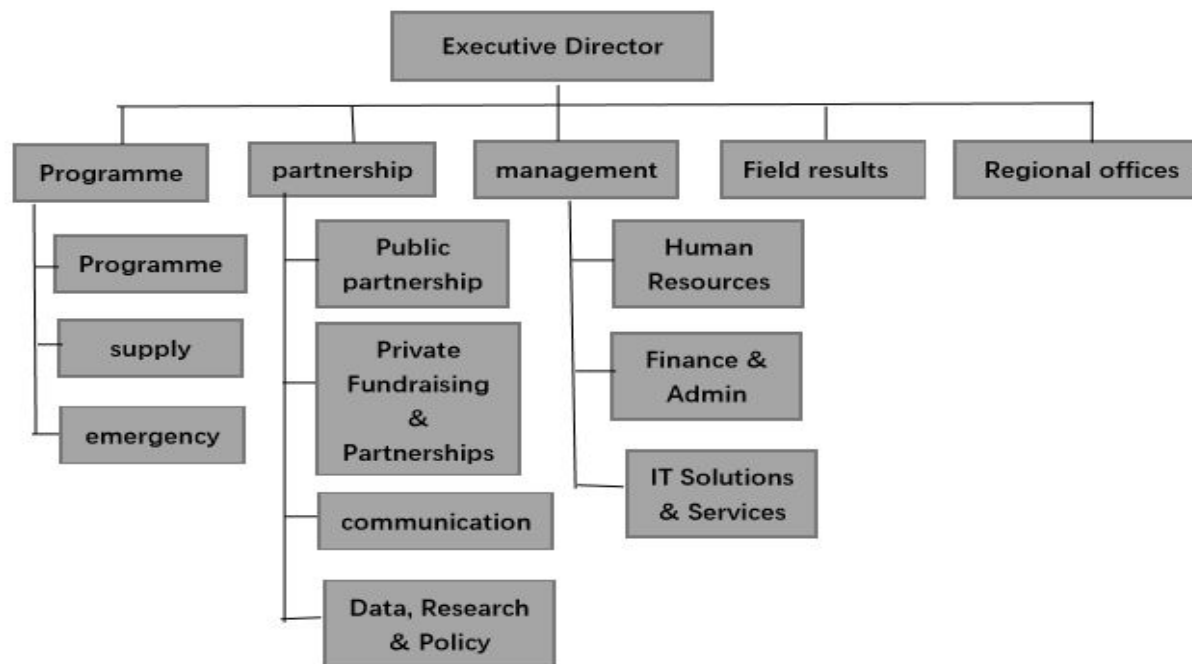 Executive Director
Programme
partnership
management
Field results
Regional offices
Programme
supply
emergency
Public
partnership
Private
Fundraising
&
Partnerships
communication
Data, Research
& Policy
Human
Resources
Finance &
Admin
IT Solutions
& Services